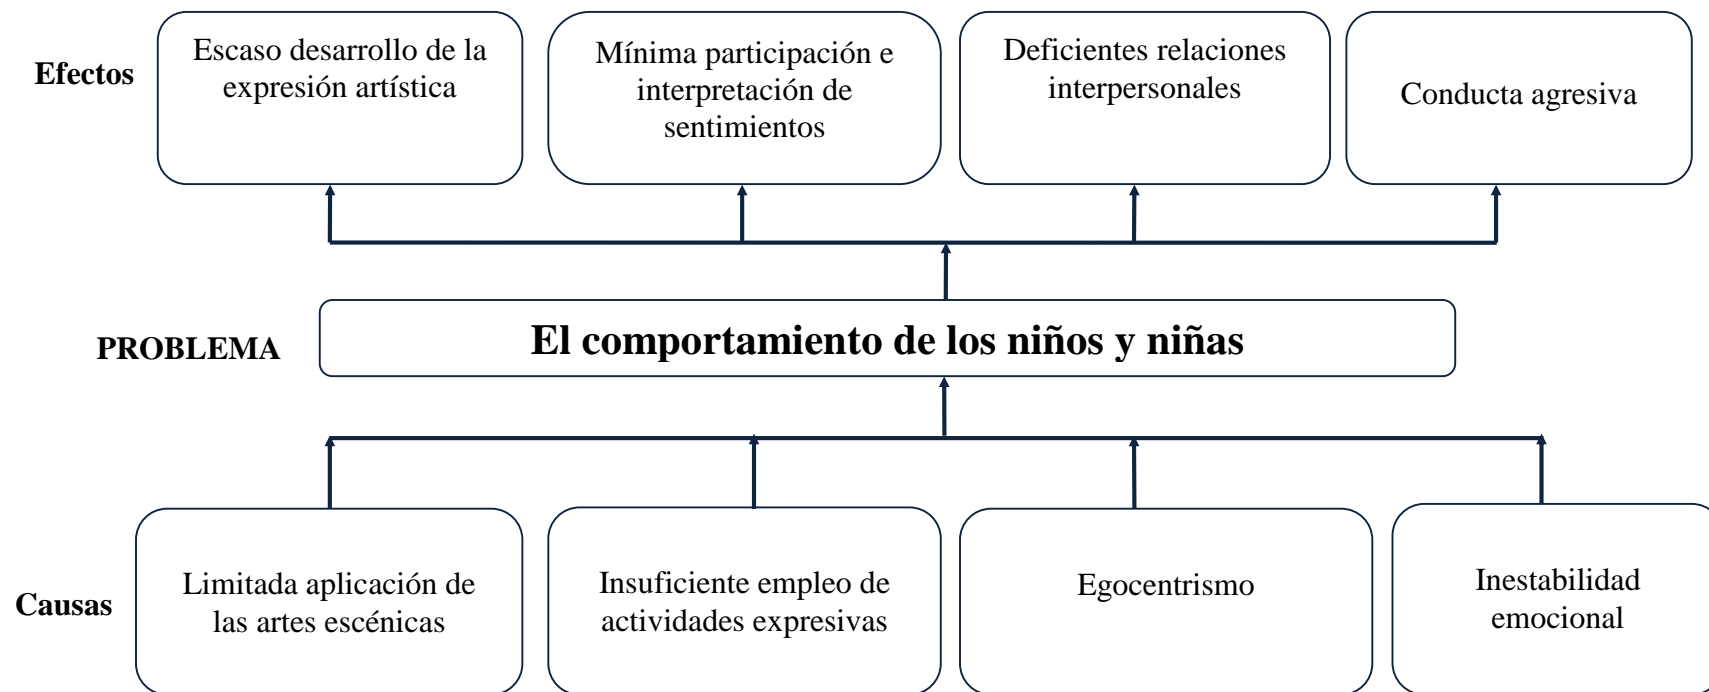 Efectos
Escaso desarrollo de la
expresión artística
Mínima participación e
interpretación de
sentimientos
Deficientes relaciones
interpersonales
Conducta agresiva
PROBLEMA
El comportamiento de los niños y niñas
Causas
Limitada aplicación de
las artes escénicas
Insuficiente empleo de
actividades expresivas
Egocentrismo
Inestabilidad
emocional